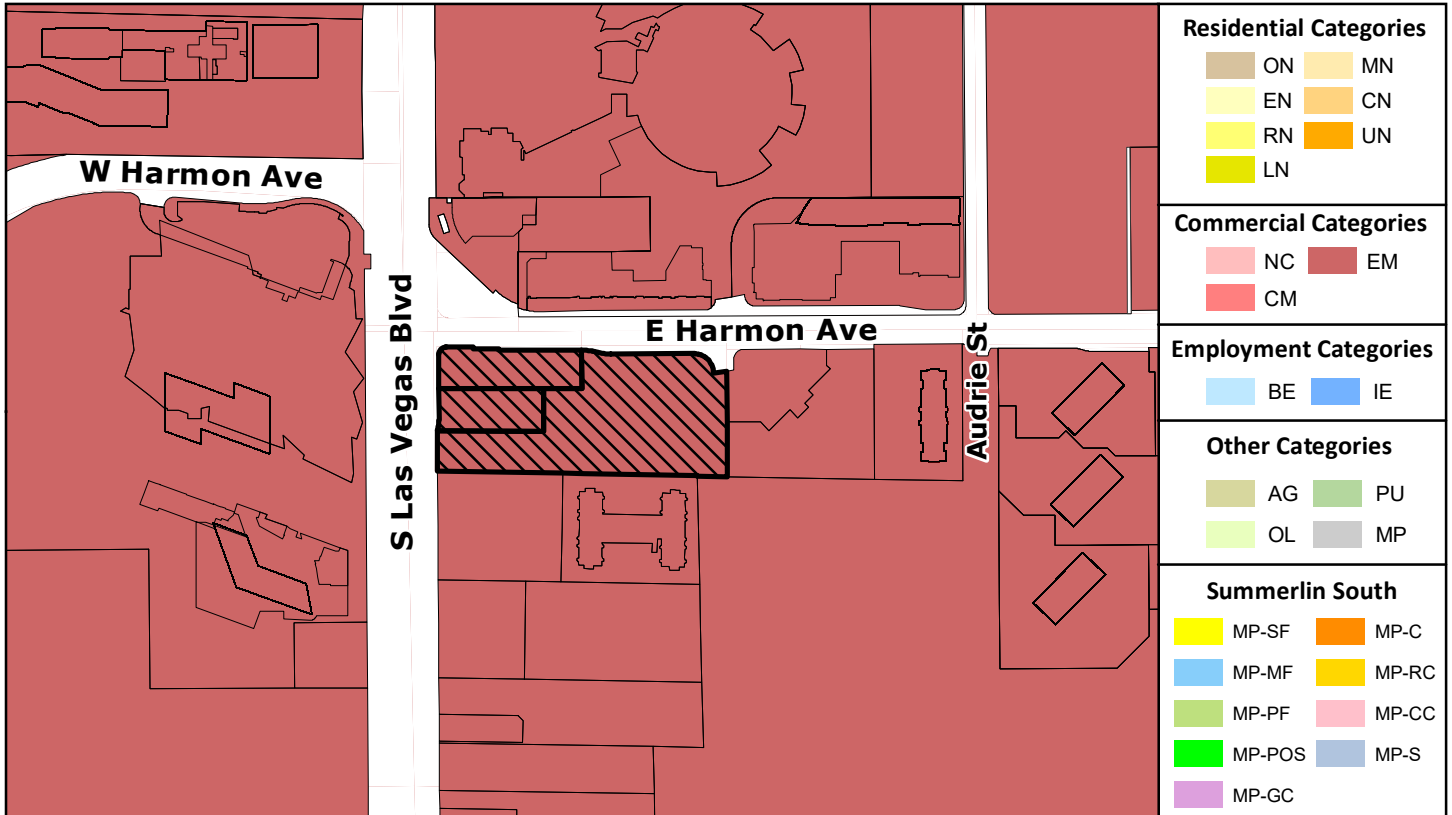 W Harmon Ave
S Las Vegas Blvd
E Harmon Ave
Audrie St
Residential Categories
ON MN
EN CN
RN UN
LN
Commercial Categories
NC EM
CM
Employment Categories
BE IE
Other Categories
AG PU
OL MP
Summerlin South
MP-SF MP-C
MP-MF MP-RC
MP-PF MP-CC
MP-POS MP-S
MP-GC